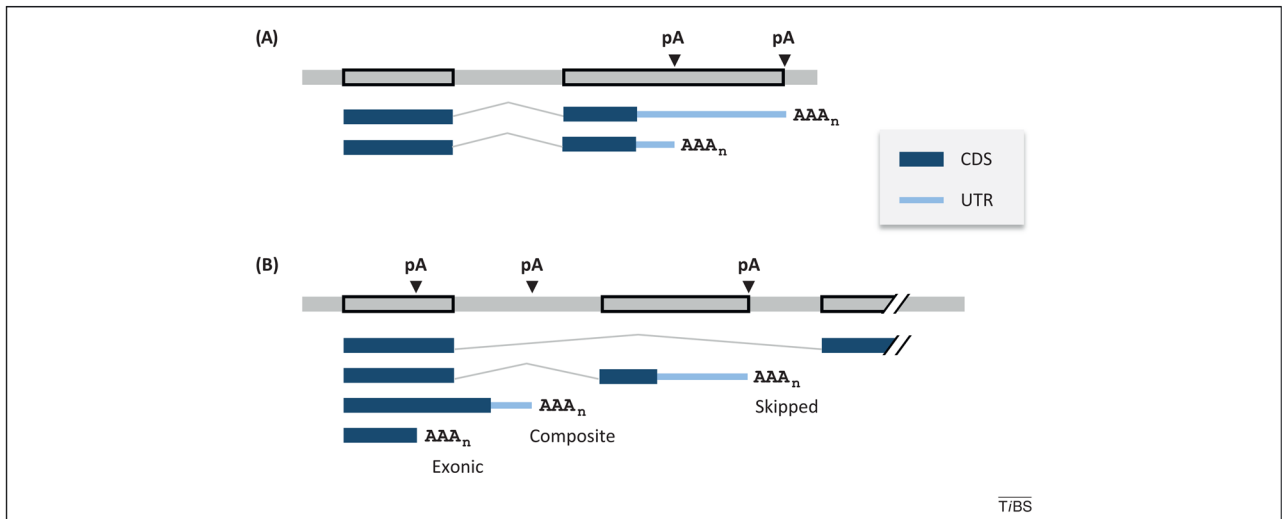 (A)
pA pA
AAAn
AAAn
CDS
UTR
(B)
pA pA pA
AAAn
Skipped
AAAn
Composite
AAAn
Exonic
TiBS